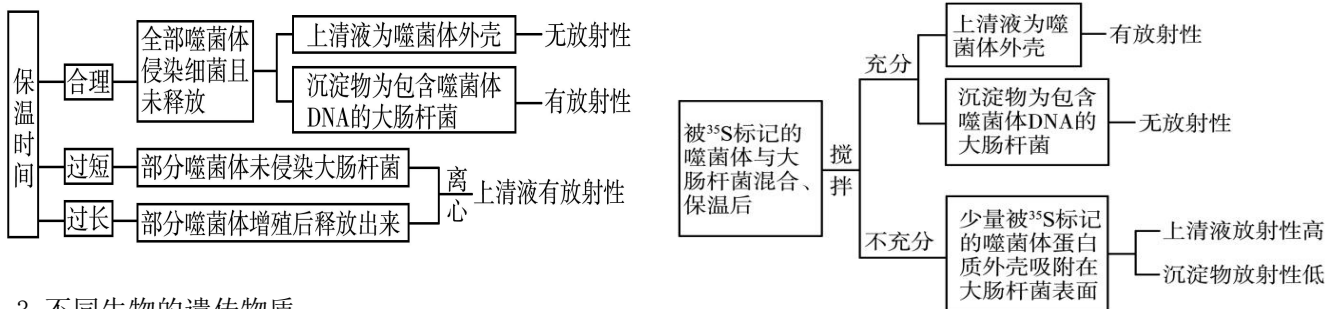 保温时间
合理
全部噬菌体
侵染细菌且
未释放
上清液为噬菌体外壳
无放射性
沉淀物为包含噬菌体
DNA的大肠杆菌
有放射性
过短
部分噬菌体未侵染大肠杆菌
过长
部分噬菌体增殖后释放出来
离心
上清液有放射性
被³⁵S标记的
噬菌体与大
肠杆菌混合、
保温后
搅拌
充分
上清液为噬
菌体外壳
有放射性
沉淀物为包含
噬菌体DNA的
大肠杆菌
无放射性
不充分
少量被³⁵S标记
的噬菌体蛋白
质外壳吸附在
大肠杆菌表面
上清液放射性高
沉淀物放射性低
不同生物的遗传物质